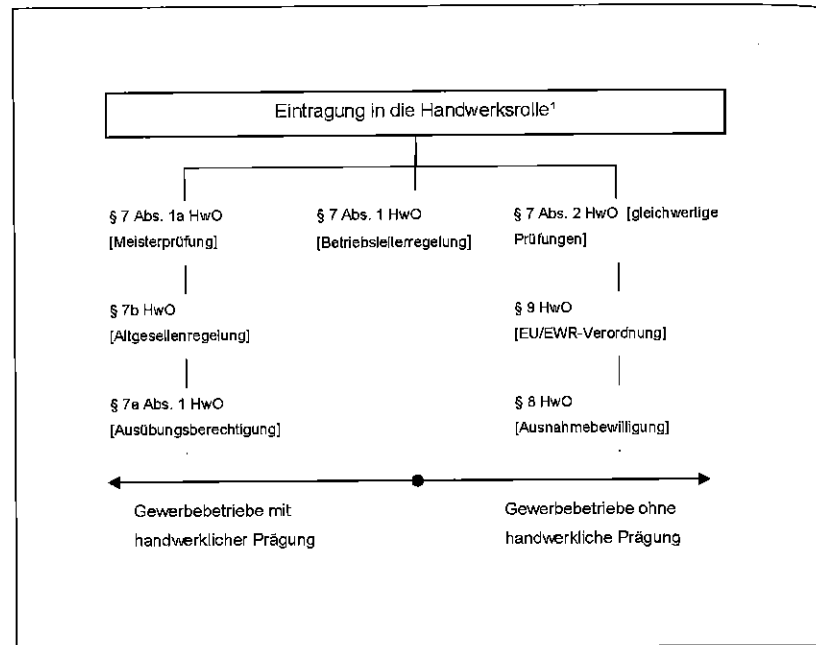 Eintragung in die Handwerksrolle¹
§ 7 Abs. 1a HwO
[Meisterprüfung]
§ 7b HwO
[Altgesellenregelung]
§ 7a Abs. 1 HwO
[Ausübungsberechtigung]
§ 7 Abs. 1 HwO
[Betriebsleiterregelung]
§ 7 Abs. 2 HwO [gleichwertige
Prüfungen]
§ 9 HwO
[EU/EWR-Verordnung]
§ 8 HwO
[Ausnahmebewilligung]
Gewerbebetriebe mit
handwerklicher Prägung
Gewerbebetriebe ohne
handwerkliche Prägung